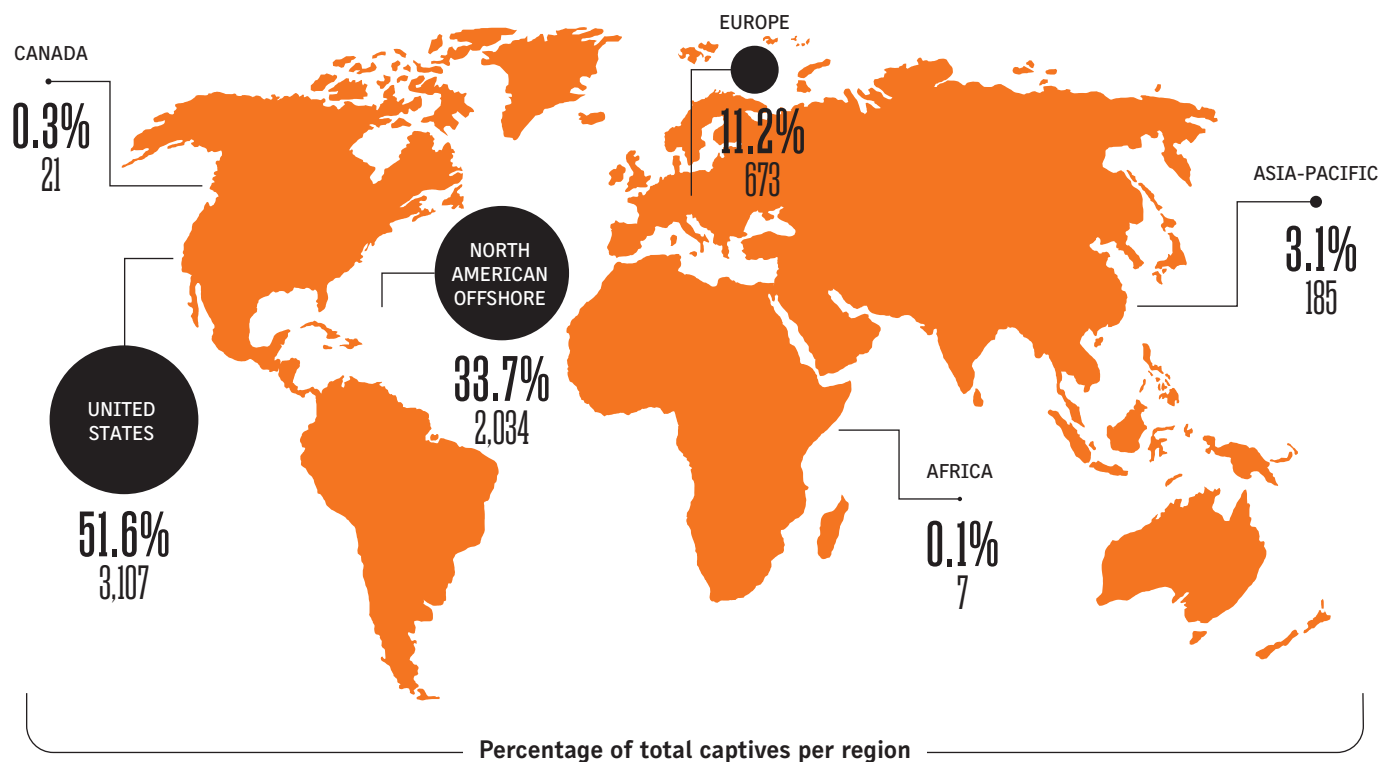 EUROPE
11.2%
673
CANADA
0.3%
21
ASIA-PACIFIC
3.1%
185
NORTH
AMERICAN
OFFSHORE
33.7%
2,034
UNITED
STATES
51.6%
3,107
AFRICA
0.1%
7
Percentage of total captives per region